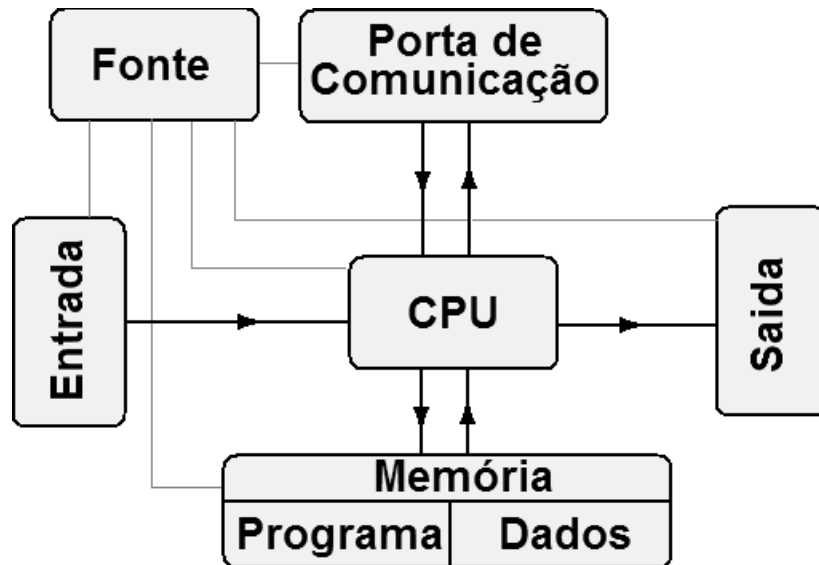 Fonte
Porta de
Comunicação
Entrada
CPU
Saida
Memória
Programa
Dados